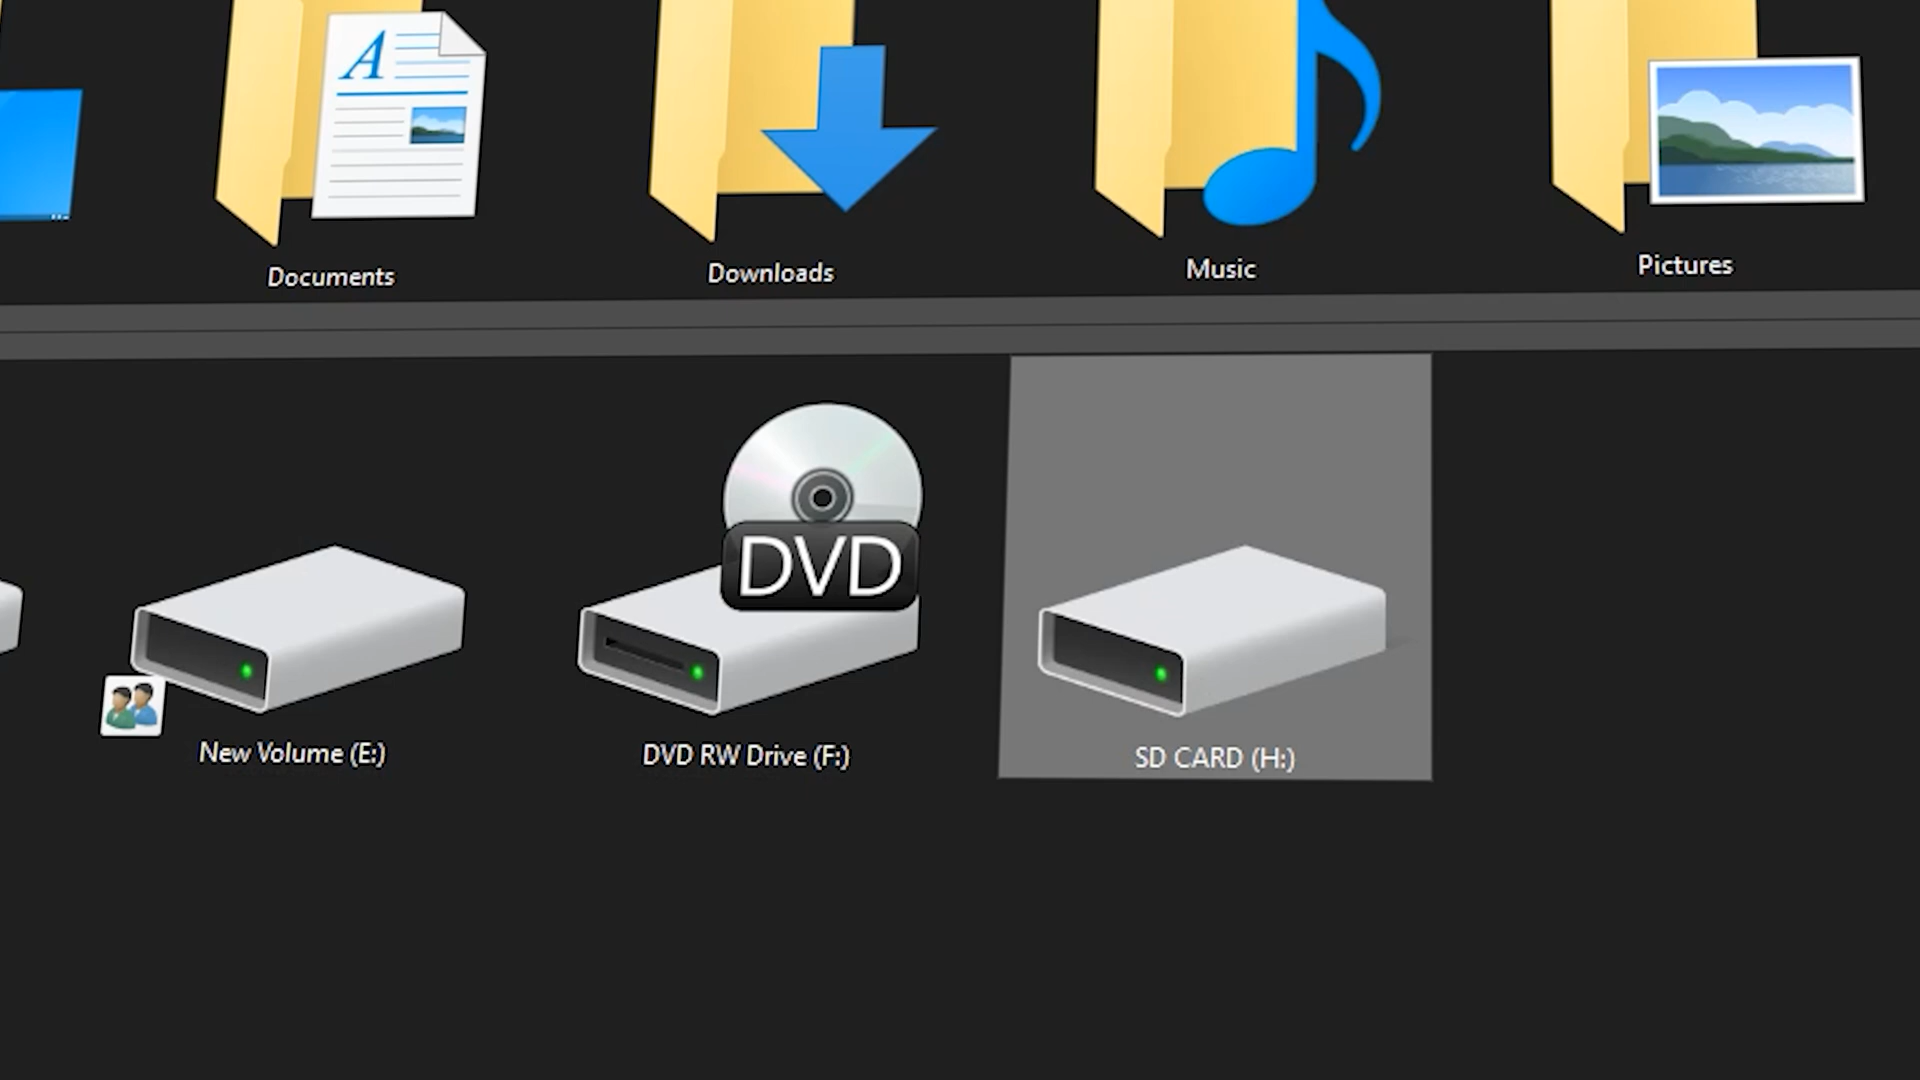 A
Documents
Downloads
Music
Pictures
DVD
New Volume (E:)
DVD RW Drive (F:)
SD CARD (H:)